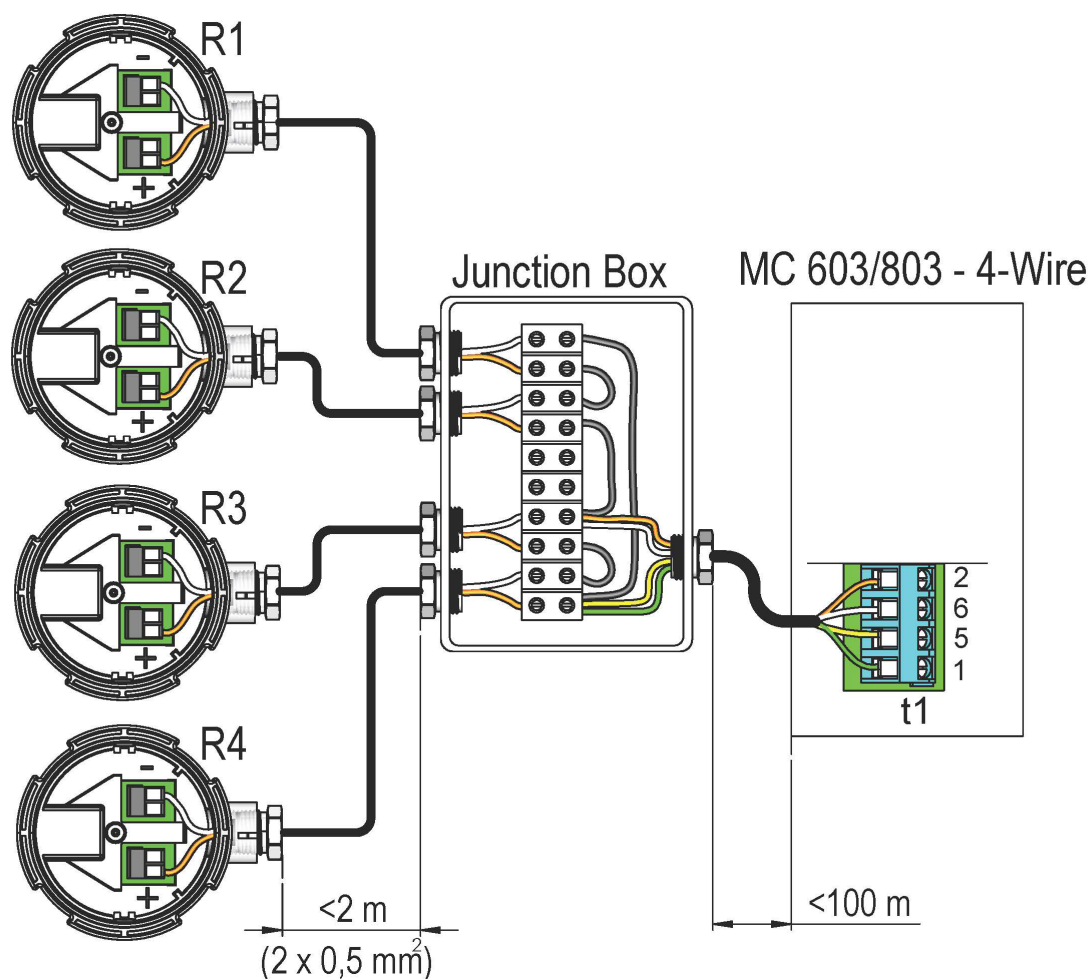 R1
-
+
R2
-
+
R3
-
+
R4
-
+
Junction Box
MC 603/803 - 4-Wire
2
6
5
1
t1
<2 m
(2 x 0,5 mm²)
<100 m